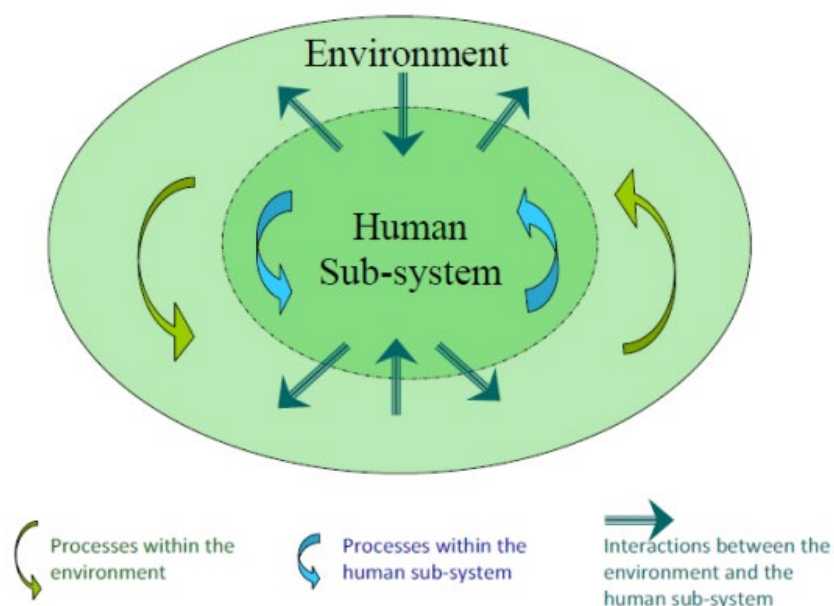 Environment
Human
Sub-system
Processes within the
environment
Processes within the
human sub-system
Interactions between the
environment and the
human sub-system